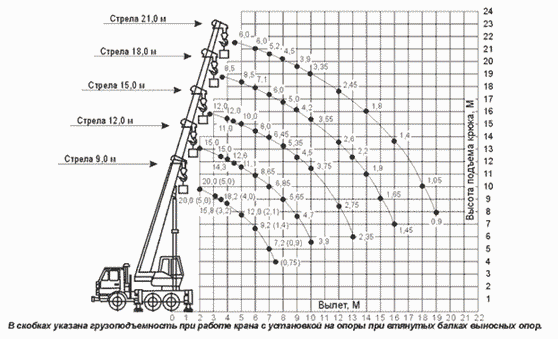 Стрела 21,0 м
Стрела 18,0 м
Стрела 15,0 м
Стрела 12,0 м
Стрела 9,0 м
6,0 6,0 5,2 4,5 3,9 3,0 2,45 1,8 1,4 1,05 0,9
8,5 8,5 7,1 6,0 5,0 4,2 3,55 2,6 2,2 1,9 1,65 1,45
12,0 12,0 11,0 10,0 8,0 6,45 5,35 4,5 3,75 2,75 2,35
15,0 15,0 14,3 12,6 11,1 8,65 6,85 5,65 4,7 3,9
20,0 (5,0) 20,0 (5,0) 18,2 (4,0) 15,8 (3,2) 12,0 (2,1) 9,2 (1,4) 7,2 (0,9) (0,75)
24
23
22
21
20
19
18
17
16
15
14
13
12
11
10
9
8
7
6
5
4
3
2
1
Высота подъема крюка, М
Вылет, М
0 1 2 3 4 5 6 7 8 9 10 11 12 13 14 15 16 17 18 19 20 21 22
В скобках указана грузоподъемность при работе крана с установкой на опоры при втянутых балках выносных опор.